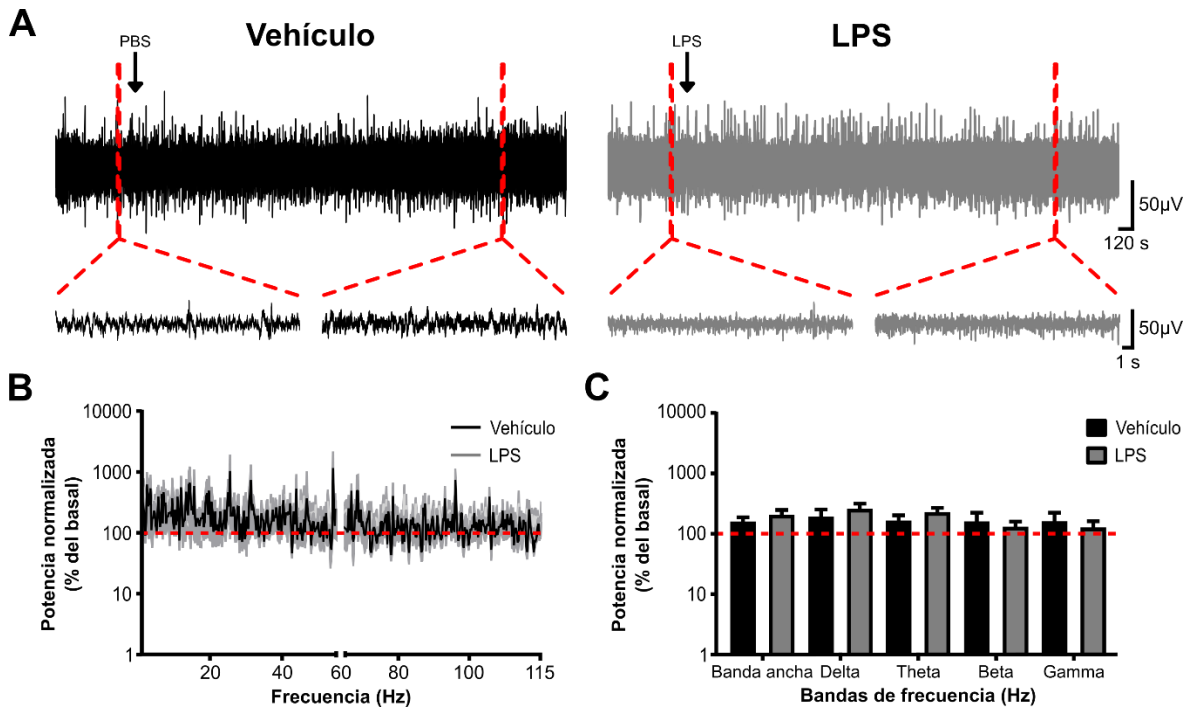 A
Vehículo
LPS
PBS
LPS
50µV
120 s
50µV
1 s
B
10000
1000
100
10
1
Potencia normalizada
(% del basal)
Vehículo
LPS
20
40
60
80
100
115
Frecuencia (Hz)
C
10000
1000
100
10
1
Potencia normalizada
(% del basal)
Vehículo
LPS
Banda ancha
Delta
Theta
Beta
Gamma
Bandas de frecuencia (Hz)